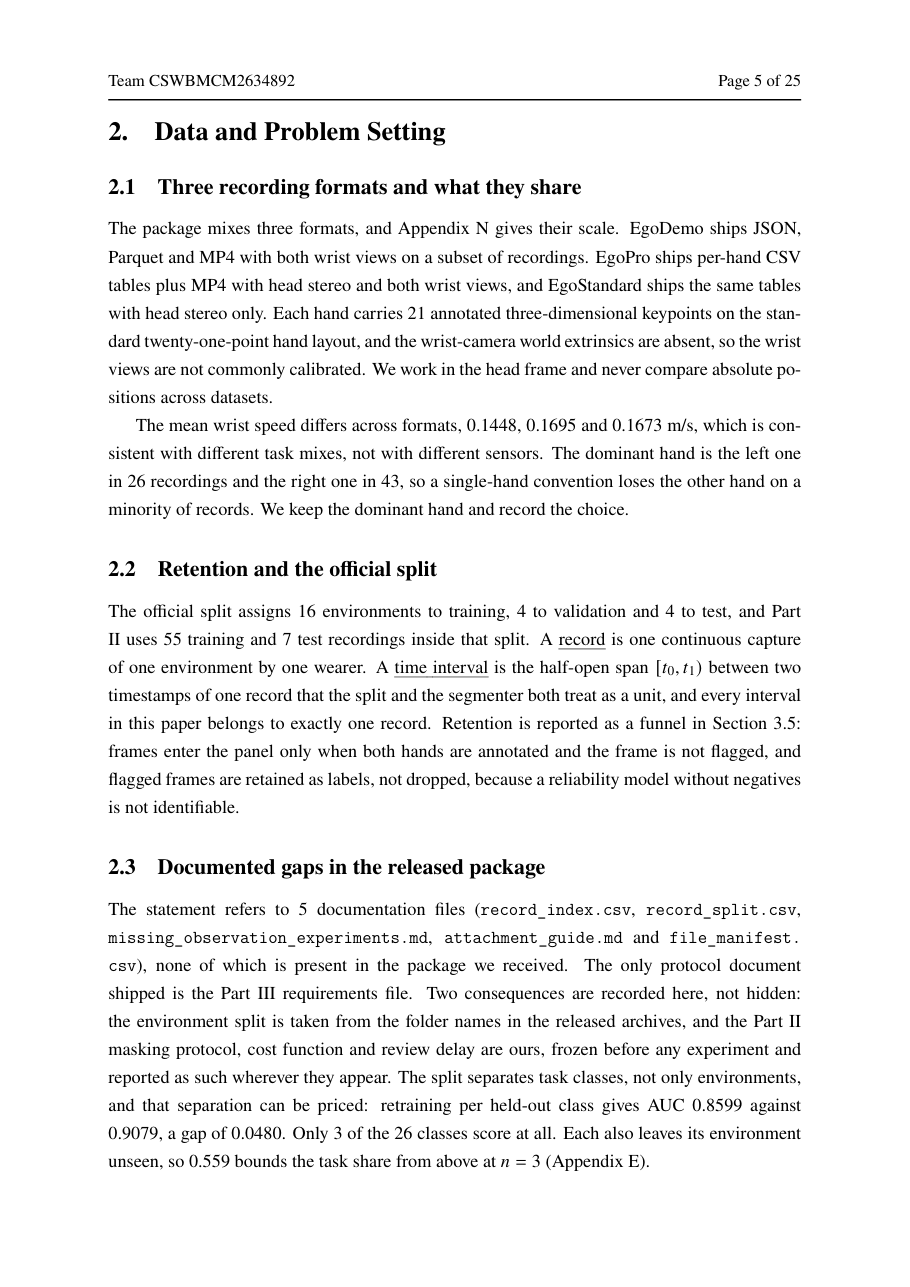 Team CSWBMCM2634892
Page 5 of 25
2. Data and Problem Setting
2.1 Three recording formats and what they share
The package mixes three formats, and Appendix N gives their scale. EgoDemo ships JSON,
Parquet and MP4 with both wrist views on a subset of recordings. EgoPro ships per-hand CSV
tables plus MP4 with head stereo and both wrist views, and EgoStandard ships the same tables
with head stereo only. Each hand carries 21 annotated three-dimensional keypoints on the stan-
dard twenty-one-point hand layout, and the wrist-camera world extrinsics are absent, so the wrist
views are not commonly calibrated. We work in the head frame and never compare absolute po-
sitions across datasets.
The mean wrist speed differs across formats, 0.1448, 0.1695 and 0.1673 m/s, which is con-
sistent with different task mixes, not with different sensors. The dominant hand is the left one
in 26 recordings and the right one in 43, so a single-hand convention loses the other hand on a
minority of records. We keep the dominant hand and record the choice.
2.2 Retention and the official split
The official split assigns 16 environments to training, 4 to validation and 4 to test, and Part
II uses 55 training and 7 test recordings inside that split. A record is one continuous capture
of one environment by one wearer. A time interval is the half-open span [t₀, t₁) between two
timestamps of one record that the split and the segmenter both treat as a unit, and every interval
in this paper belongs to exactly one record. Retention is reported as a funnel in Section 3.5:
frames enter the panel only when both hands are annotated and the frame is not flagged, and
flagged frames are retained as labels, not dropped, because a reliability model without negatives
is not identifiable.
2.3 Documented gaps in the released package
The statement refers to 5 documentation files (record_index.csv, record_split.csv,
missing_observation_experiments.md, attachment_guide.md and file_manifest.
csv), none of which is present in the package we received. The only protocol document
shipped is the Part III requirements file. Two consequences are recorded here, not hidden:
the environment split is taken from the folder names in the released archives, and the Part II
masking protocol, cost function and review delay are ours, frozen before any experiment and
reported as such wherever they appear. The split separates task classes, not only environments,
and that separation can be priced: retraining per held-out class gives AUC 0.8599 against
0.9079, a gap of 0.0480. Only 3 of the 26 classes score at all. Each also leaves its environment
unseen, so 0.559 bounds the task share from above at n = 3 (Appendix E).